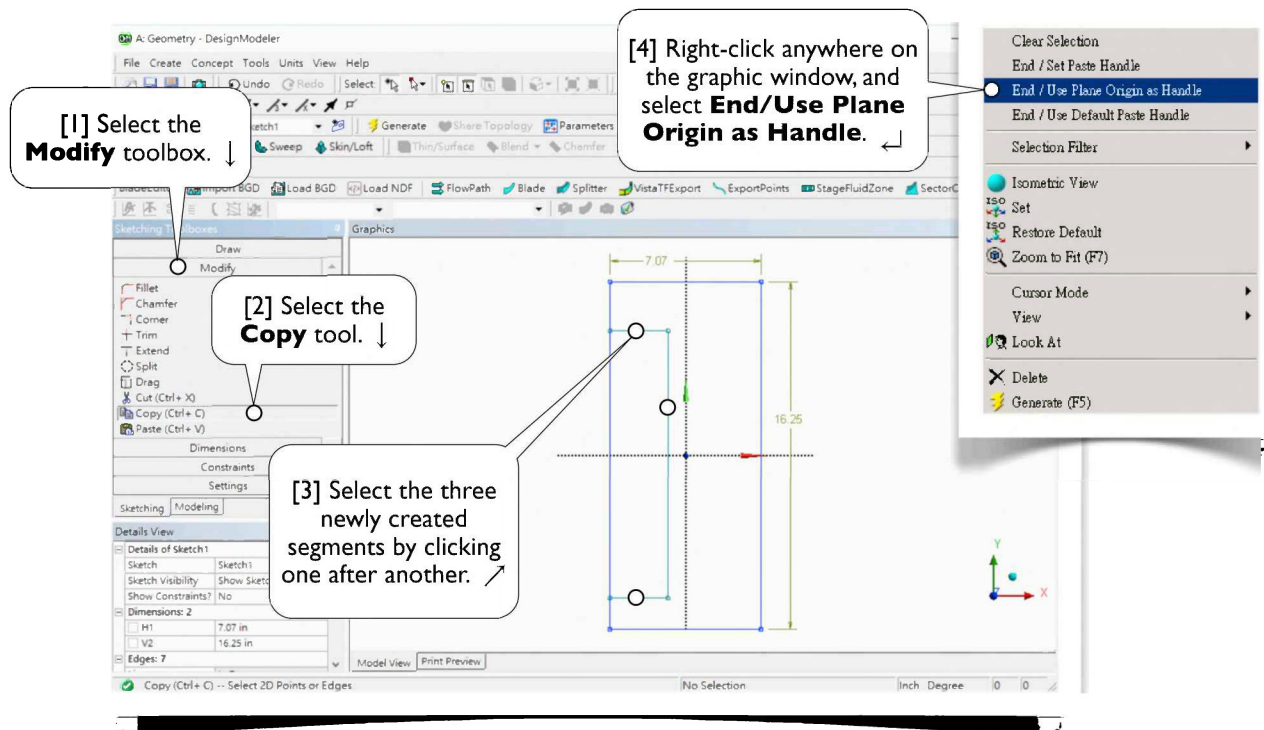 A: Geometry - DesignModeler
File Create Concept Tools Units View Help
Undo Redo Select:
Generate Share Topology Parameters
Sweep Skin/Loft Thin/Surface Blend Chamfer
Import BGD Load BGD Load NDF FlowPath Blade Splitter VistaTFExport ExportPoints StageFluidZone
[1] Select the
Modify toolbox. ↓
[4] Right-click anywhere on
the graphic window, and
select End/Use Plane
Origin as Handle. ↵
Clear Selection
End / Set Paste Handle
End / Use Plane Origin as Handle
End / Use Default Paste Handle
Selection Filter
Isometric View
ISO Set
ISO Restore Default
Zoom to Fit (F7)
Cursor Mode
View
Look At
Delete
Generate (F5)
Graphics
Draw
Modify
Fillet
Chamfer
Corner
Trim
Extend
Split
Drag
Cut (Ctrl+ X)
Copy (Ctrl+ C)
Paste (Ctrl+ V)
Dimensions
Constraints
Settings
Sketching Modeling
[2] Select the
Copy tool. ↓
[3] Select the three
newly created
segments by clicking
one after another. ↗
7.07
16.25
Y
X
Details View
Details of Sketch1
Sketch Sketch1
Sketch Visibility Show
Show Constraints? No
Dimensions: 2
H1 7.07 in
V2 16.25 in
Edges: 7
Model View Print Preview
Copy (Ctrl+ C) -- Select 2D Points or Edges No Selection Inch Degree 0 0